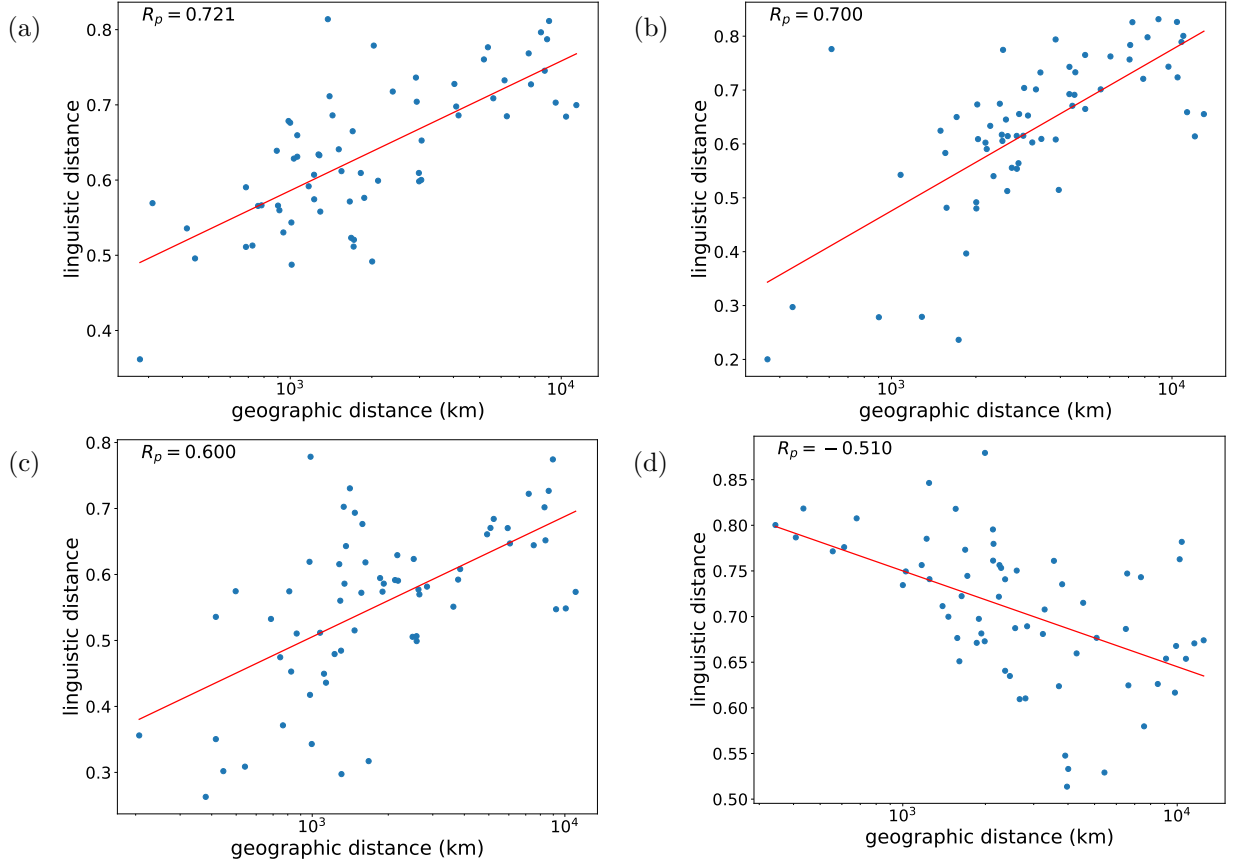 (a)
R_p = 0.721
0.8
0.7
0.6
0.5
0.4
linguistic distance
10^3
10^4
geographic distance (km)
(b)
R_p = 0.700
0.8
0.7
0.6
0.5
0.4
0.3
0.2
linguistic distance
10^3
10^4
geographic distance (km)
(c)
R_p = 0.600
0.8
0.7
0.6
0.5
0.4
0.3
linguistic distance
10^3
10^4
geographic distance (km)
(d)
R_p = −0.510
0.85
0.80
0.75
0.70
0.65
0.60
0.55
0.50
linguistic distance
10^3
10^4
geographic distance (km)